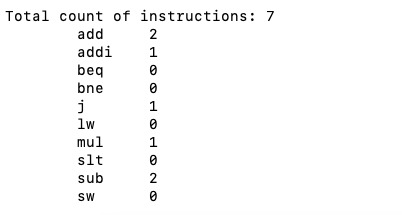 Total count of instructions: 7
add 2
addi 1
beq 0
bne 0
j 1
lw 0
mul 1
slt 0
sub 2
sw 0